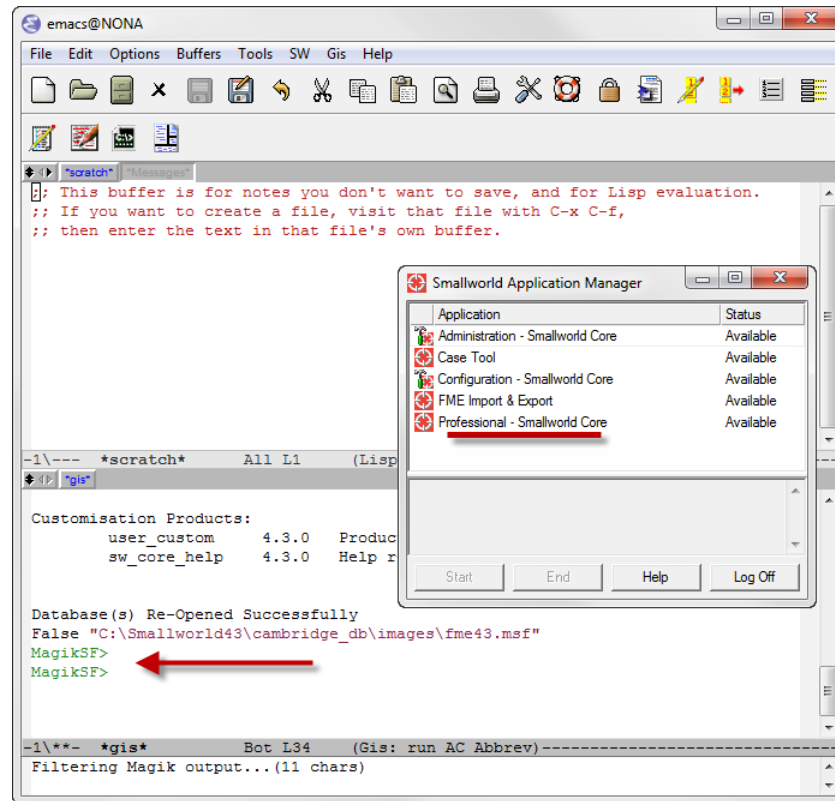 emacs@NONA
File Edit Options Buffers Tools SW Gis Help
*scratch* *Messages*
;; This buffer is for notes you don't want to save, and for Lisp evaluation.
;; If you want to create a file, visit that file with C-x C-f,
;; then enter the text in that file's own buffer.
Smallworld Application Manager
Application Status
Administration - Smallworld Core Available
Case Tool Available
Configuration - Smallworld Core Available
FME Import & Export Available
Professional - Smallworld Core Available
Start End Help Log Off
-1\--- *scratch* All L1 (Lisp
*gis*
Customisation Products:
user_custom 4.3.0 Produc
sw_core_help 4.3.0 Help r
Database(s) Re-Opened Successfully
False "C:\Smallworld43\cambridge_db\images\fme43.msf"
MagikSF>
MagikSF>
-1\**- *gis* Bot L34 (Gis: run AC Abbrev)------------------------------
Filtering Magik output...(11 chars)